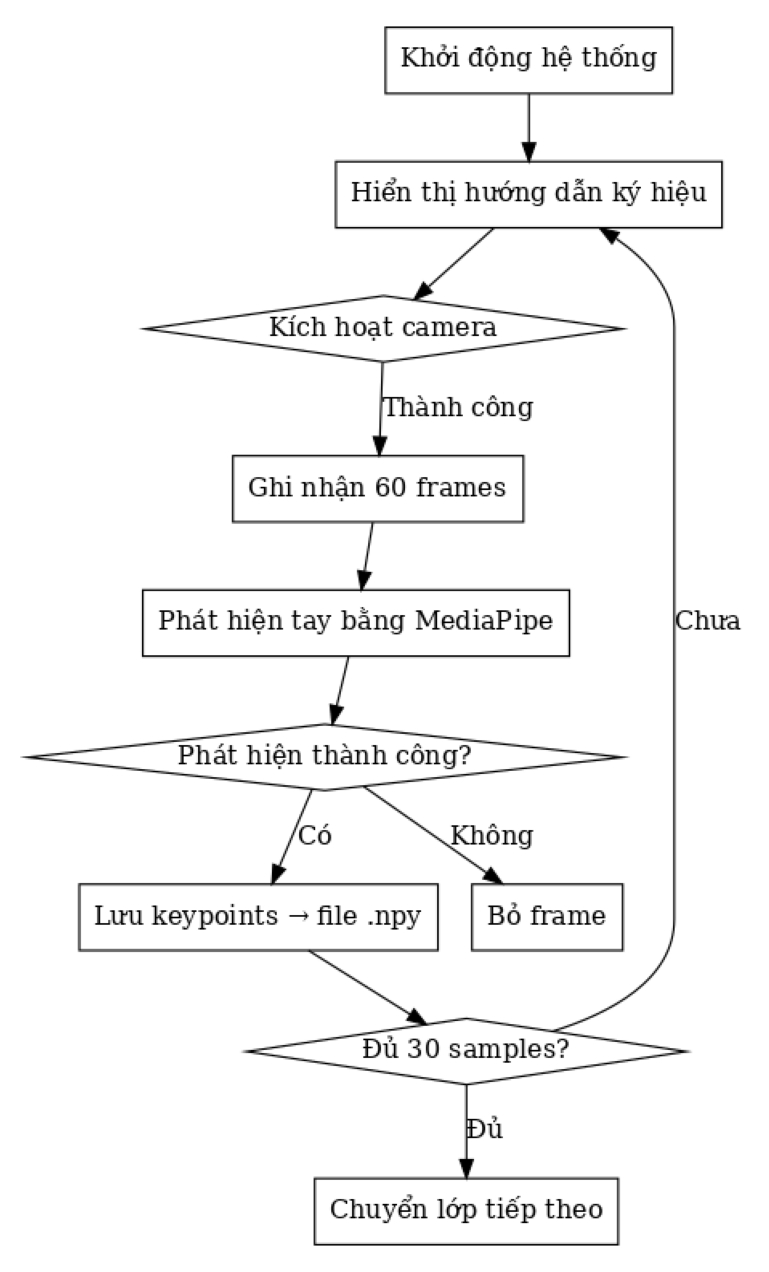 Khởi động hệ thống
Hiển thị hướng dẫn ký hiệu
Kích hoạt camera
Thành công
Ghi nhận 60 frames
Phát hiện tay bằng MediaPipe
Chưa
Phát hiện thành công?
Có
Không
Lưu keypoints → file .npy
Bỏ frame
Đủ 30 samples?
Đủ
Chuyển lớp tiếp theo